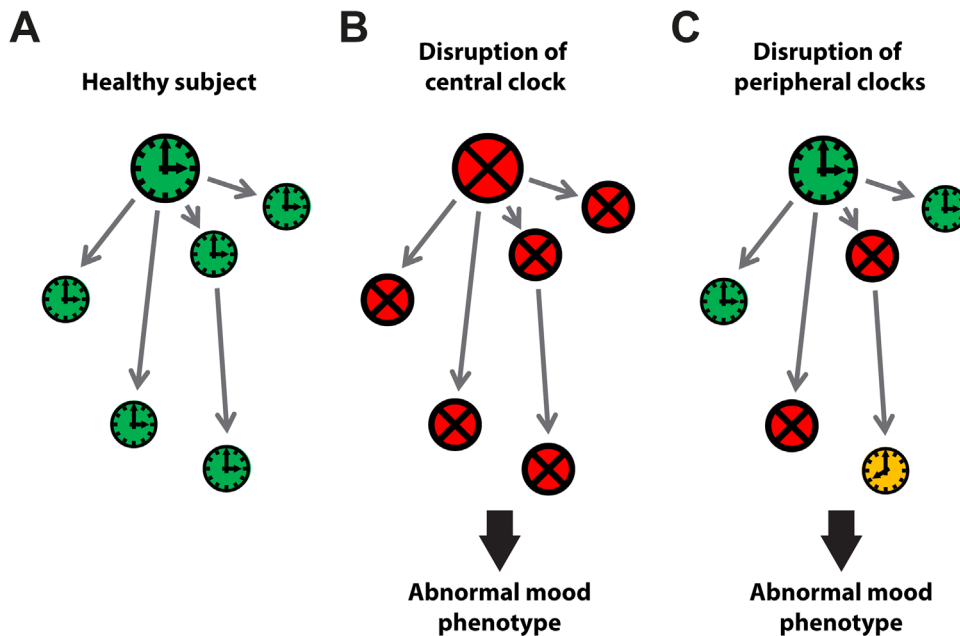 A
Healthy subject
B
Disruption of
central clock
Abnormal mood
phenotype
C
Disruption of
peripheral clocks
Abnormal mood
phenotype